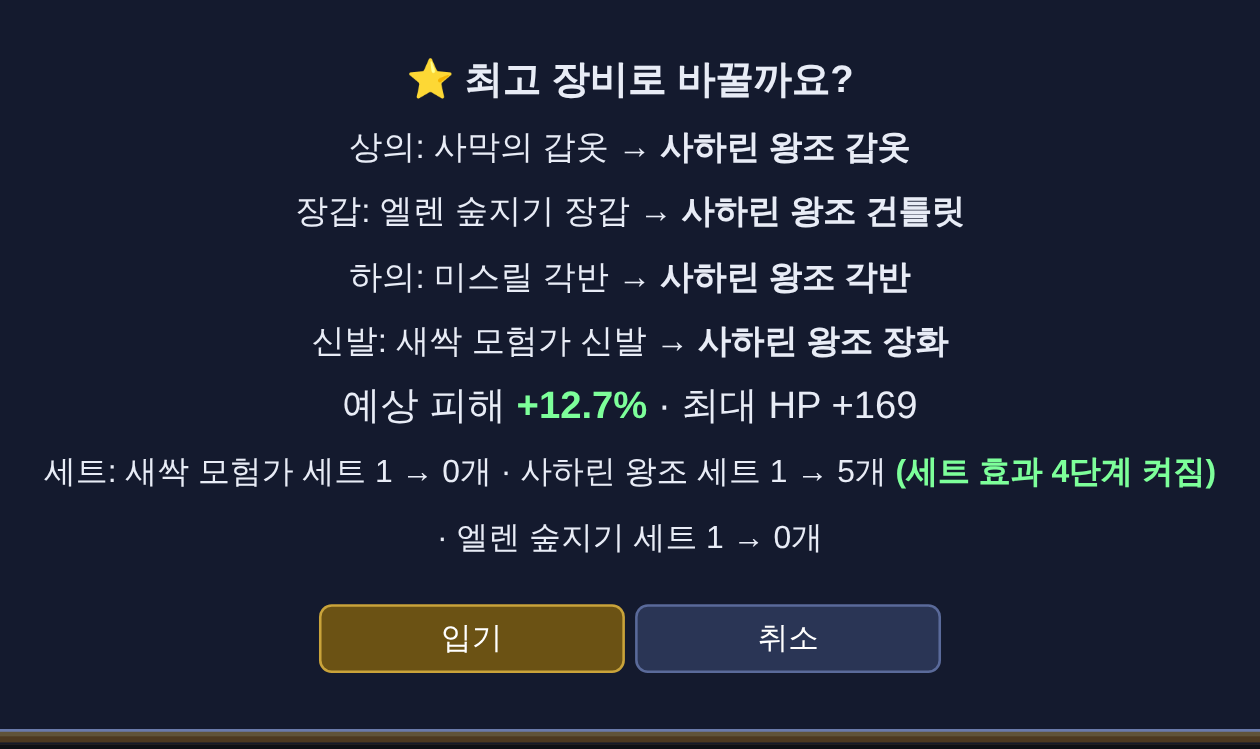 ⭐ 최고 장비로 바꿀까요?
상의: 사막의 갑옷 → 사하린 왕조 갑옷
장갑: 엘렌 숲지기 장갑 → 사하린 왕조 건틀릿
하의: 미스릴 각반 → 사하린 왕조 각반
신발: 새싹 모험가 신발 → 사하린 왕조 장화
예상 피해 +12.7% · 최대 HP +169
세트: 새싹 모험가 세트 1 → 0개 · 사하린 왕조 세트 1 → 5개 (세트 효과 4단계 켜짐)
· 엘렌 숲지기 세트 1 → 0개
입기
취소